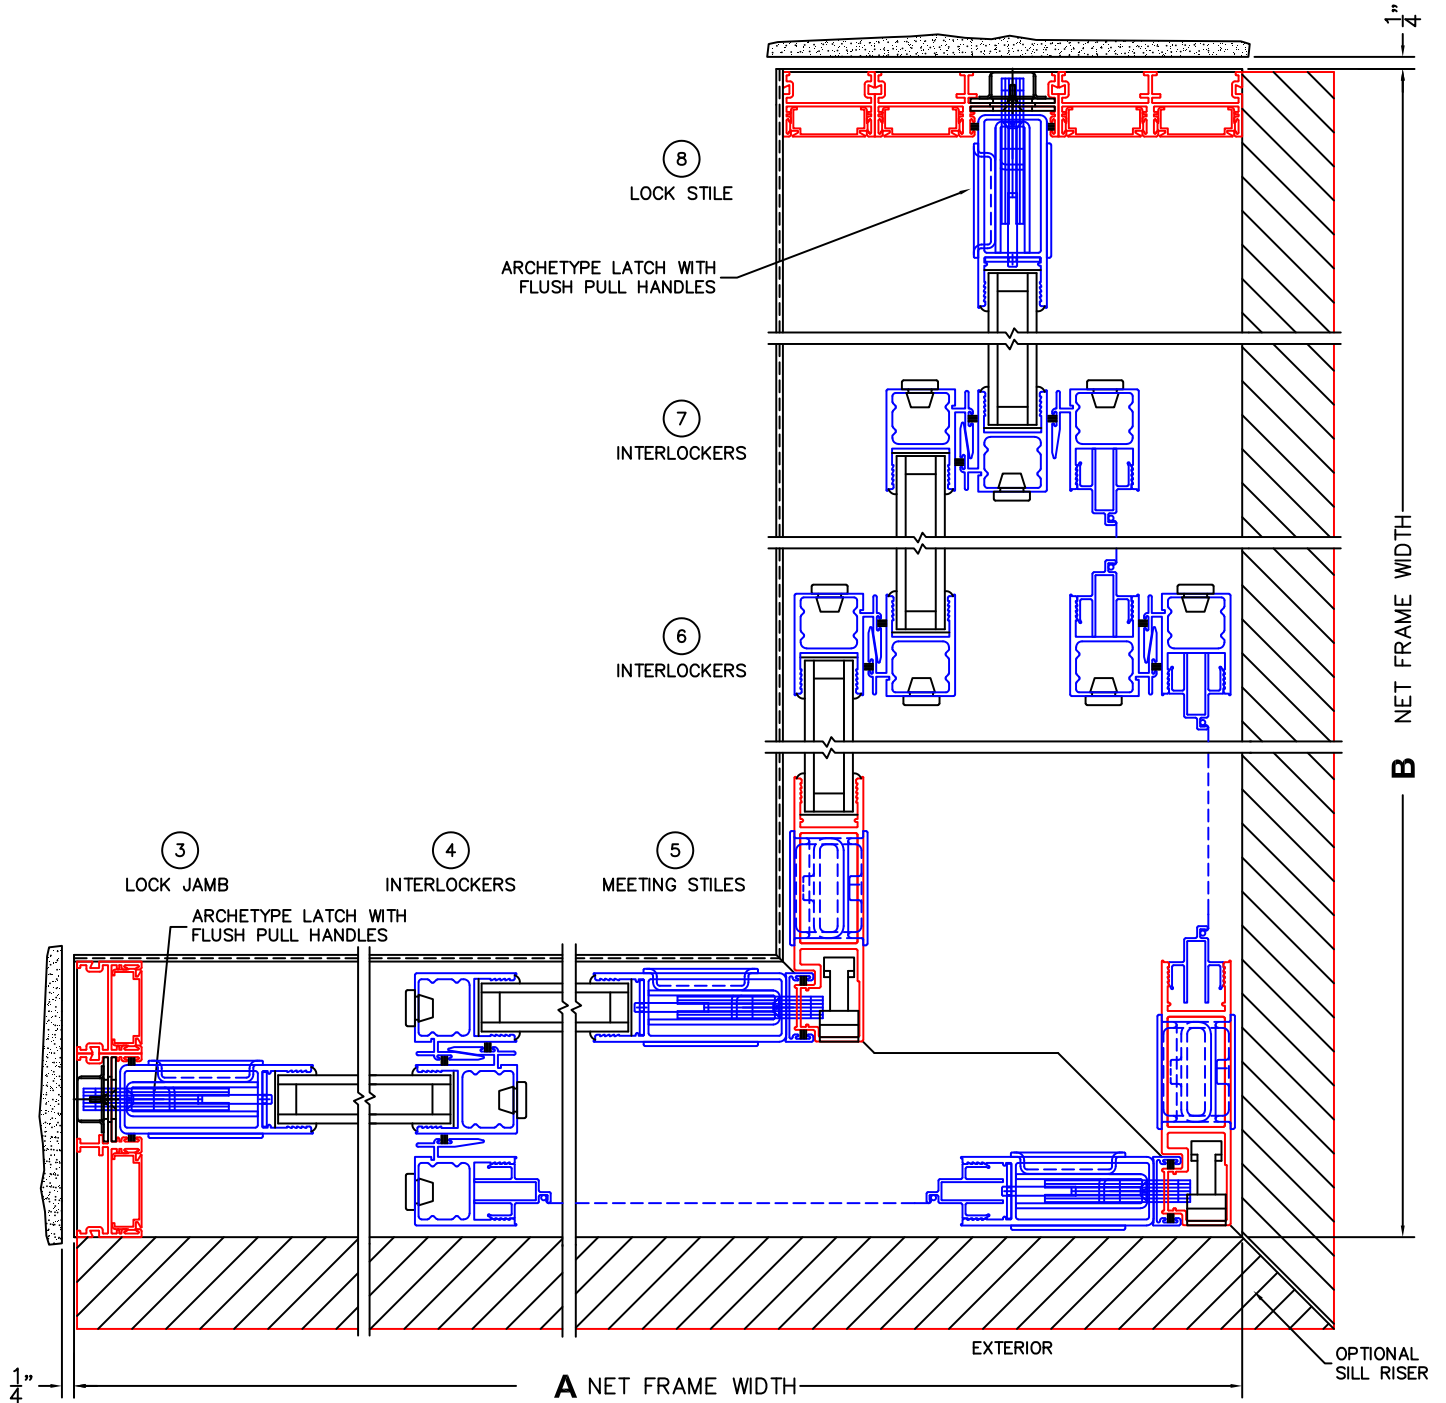 1"
4
8
LOCK STILE
ARCHETYPE LATCH WITH
FLUSH PULL HANDLES
7
INTERLOCKERS
6
INTERLOCKERS
B NET FRAME WIDTH
3
LOCK JAMB
4
INTERLOCKERS
5
MEETING STILES
ARCHETYPE LATCH WITH
FLUSH PULL HANDLES
EXTERIOR
OPTIONAL
SILL RISER
1"
4
A NET FRAME WIDTH